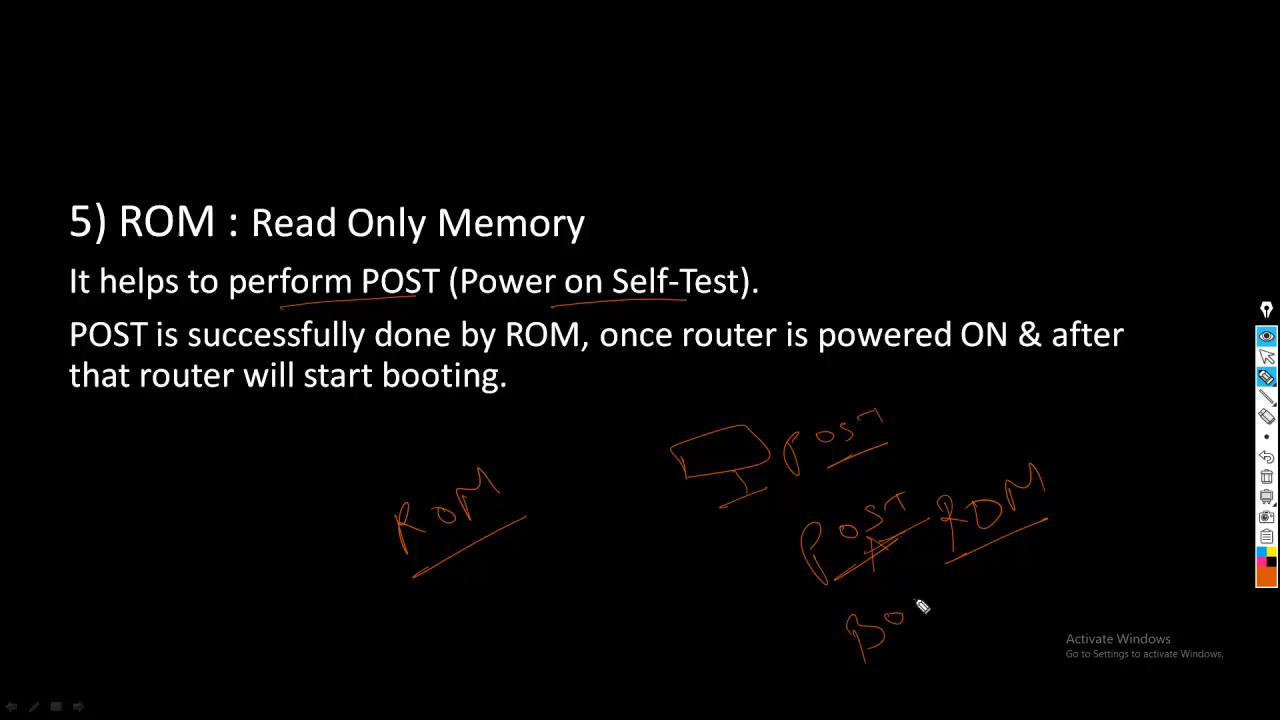 5) ROM : Read Only Memory
It helps to perform POST (Power on Self-Test).
POST is successfully done by ROM, once router is powered ON & after
that router will start booting.
POST
ROM
POST ROM
Bo
Activate Windows
Go to Settings to activate Windows.